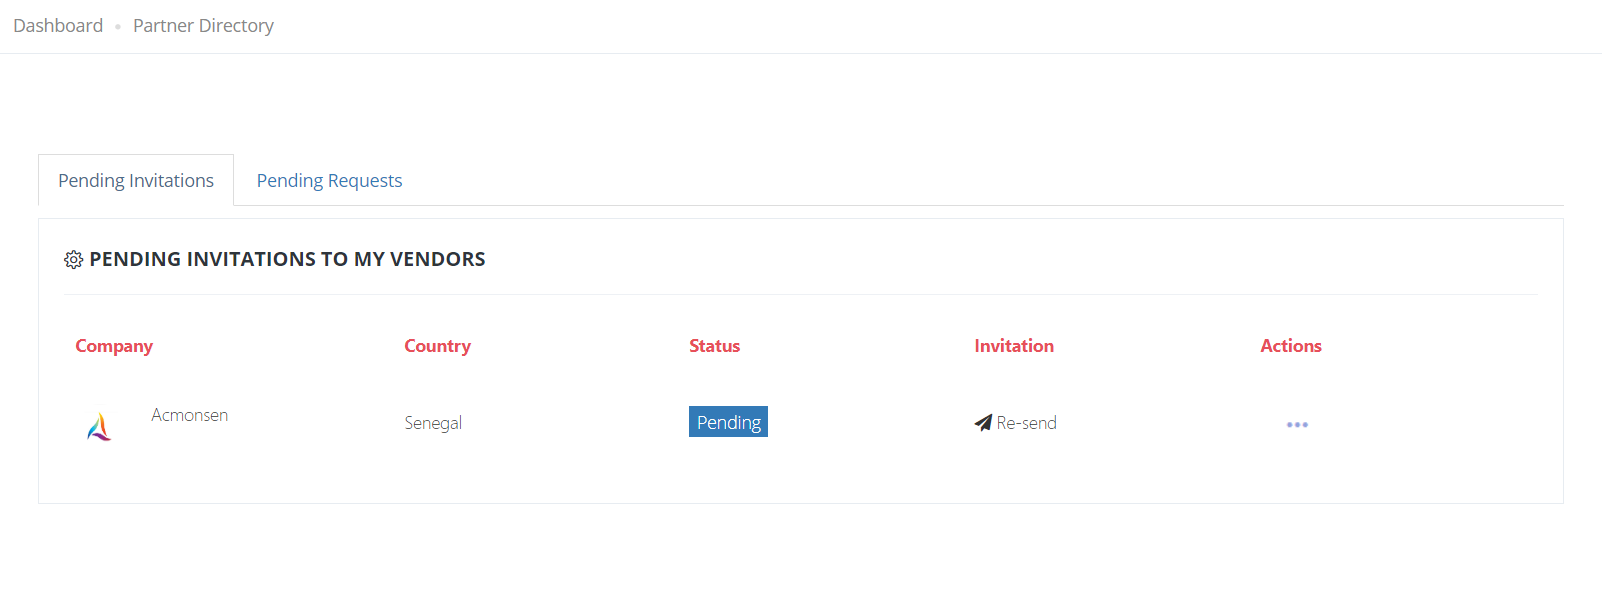 Dashboard • Partner Directory
Pending Invitations Pending Requests
PENDING INVITATIONS TO MY VENDORS
Company Country Status Invitation Actions
Acmonsen Senegal Pending Re-send